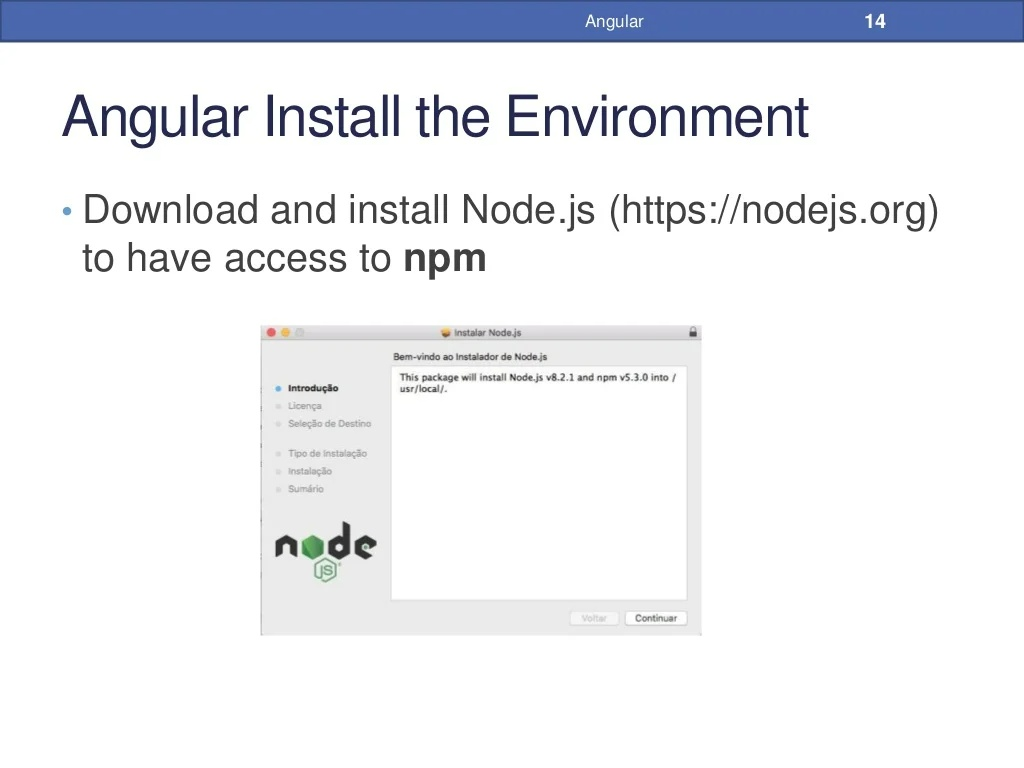 Angular
14
Angular Install the Environment
• Download and install Node.js (https://nodejs.org)
to have access to npm
Instalar Node.js
Bem-vindo ao Instalador de Node.js
This package will install Node.js v8.2.1 and npm v5.3.0 into /
usr/local/.
Introdução
Licença
Seleção de Destino
Tipo de Instalação
Instalação
Sumário
node
JS
Voltar
Continuar